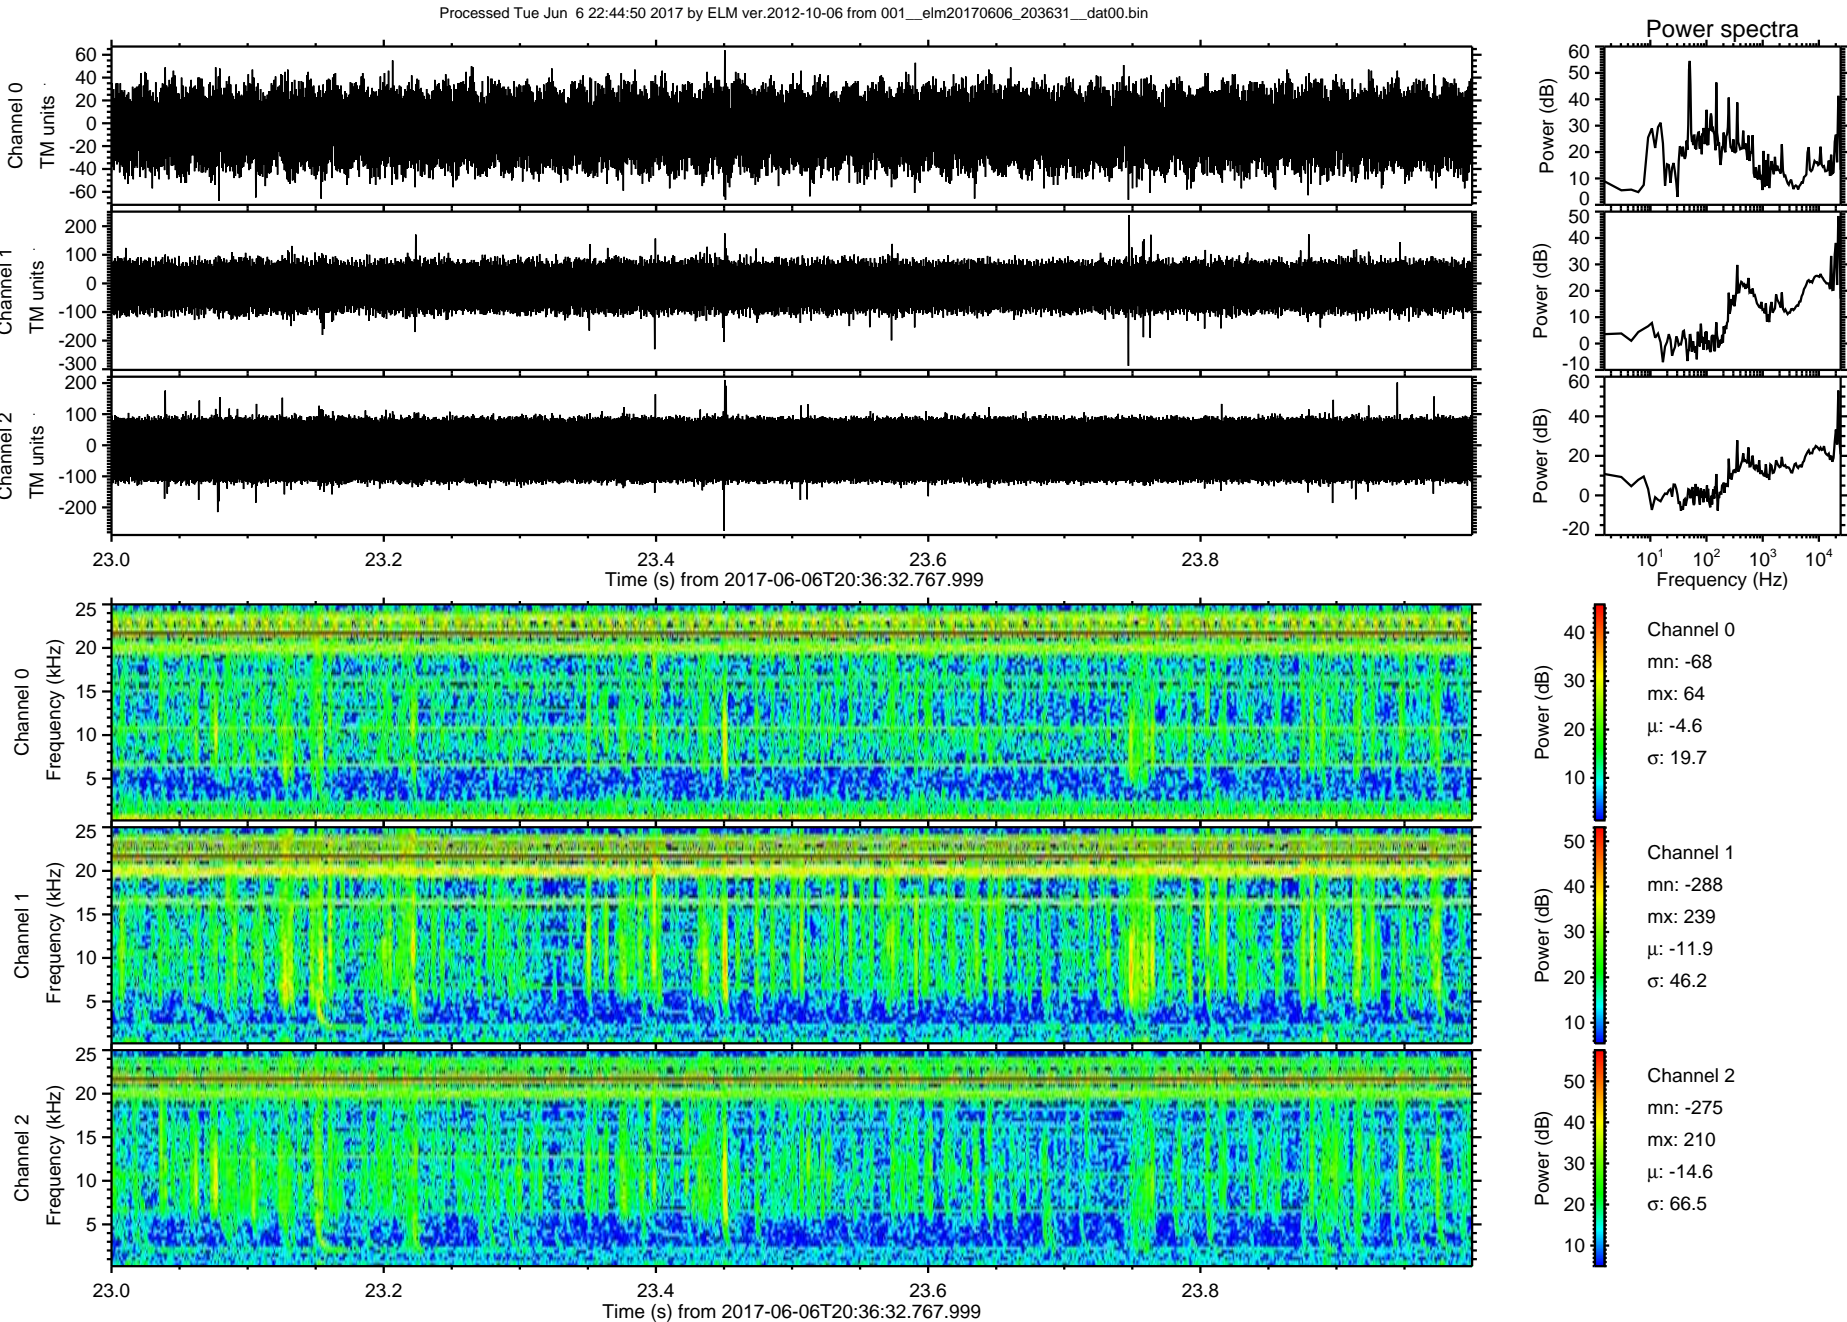 Processed Tue Jun 6 22:44:50 2017 by ELM ver.2012-10-06 from 001__elm20170606_203631__dat00.bin
Power spectra
Channel 0
TM units
60
40
20
0
-20
-40
-60
Power (dB)
60
50
40
30
20
10
0
Channel 1
TM units
200
100
0
-100
-200
-300
Power (dB)
50
40
30
20
10
0
-10
Channel 2
TM units
200
100
0
-100
-200
Power (dB)
60
40
20
0
-20
23.0 23.2 23.4 23.6 23.8
Time (s) from 2017-06-06T20:36:32.767.999
10^1 10^2 10^3 10^4
Frequency (Hz)
Channel 0
Frequency (kHz)
25
20
15
10
5
Power (dB)
40
30
20
10
Channel 0
mn: -68
mx: 64
µ: -4.6
σ: 19.7
Channel 1
Frequency (kHz)
25
20
15
10
5
Power (dB)
50
40
30
20
10
Channel 1
mn: -288
mx: 239
µ: -11.9
σ: 46.2
Channel 2
Frequency (kHz)
25
20
15
10
5
Power (dB)
50
40
30
20
10
Channel 2
mn: -275
mx: 210
µ: -14.6
σ: 66.5
23.0 23.2 23.4 23.6 23.8
Time (s) from 2017-06-06T20:36:32.767.999